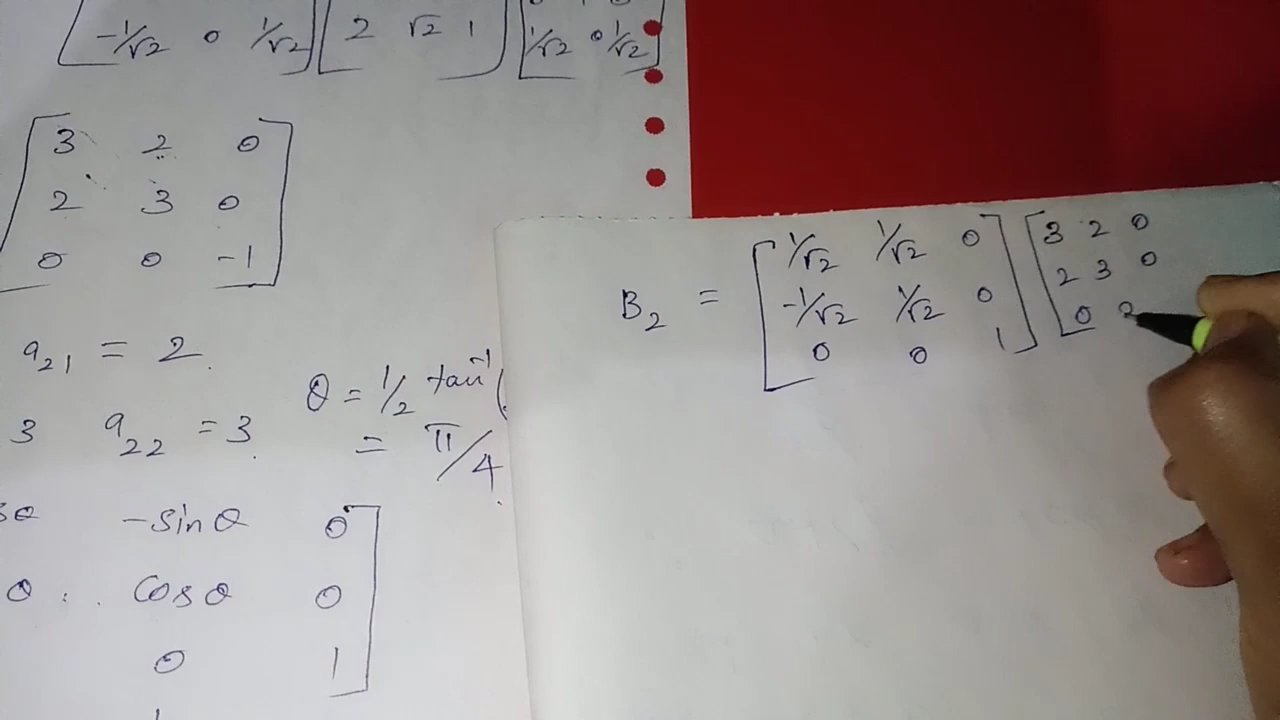 -1/√2 0 1/√2 2 √2 1 1/√2 0 1/√2
3 2 0
2 3 0
0 0 -1
a21 = 2.
3 a22 = 3.
θ = 1/2 tan⁻¹(
= π/4.
-sin θ 0
θ cos θ 0
0 1
B2 = [1/√2 1/√2 0] [3 2 0
-1/√2 1/√2 0 2 3 0
0 0 1 0